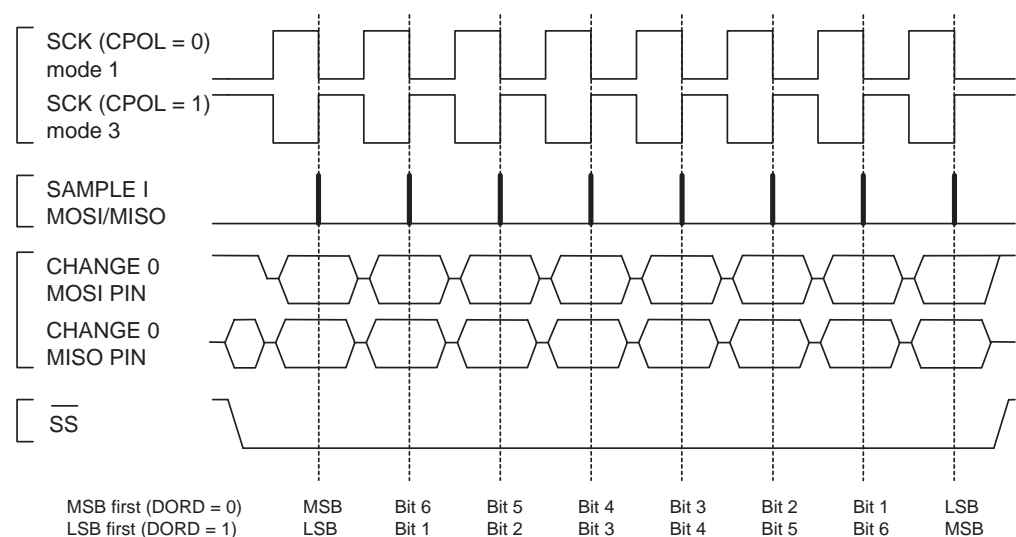 SCK (CPOL = 0)
mode 1
SCK (CPOL = 1)
mode 3
SAMPLE I
MOSI/MISO
CHANGE 0
MOSI PIN
CHANGE 0
MISO PIN
SS
MSB first (DORD = 0) MSB Bit 6 Bit 5 Bit 4 Bit 3 Bit 2 Bit 1 LSB
LSB first (DORD = 1) LSB Bit 1 Bit 2 Bit 3 Bit 4 Bit 5 Bit 6 MSB